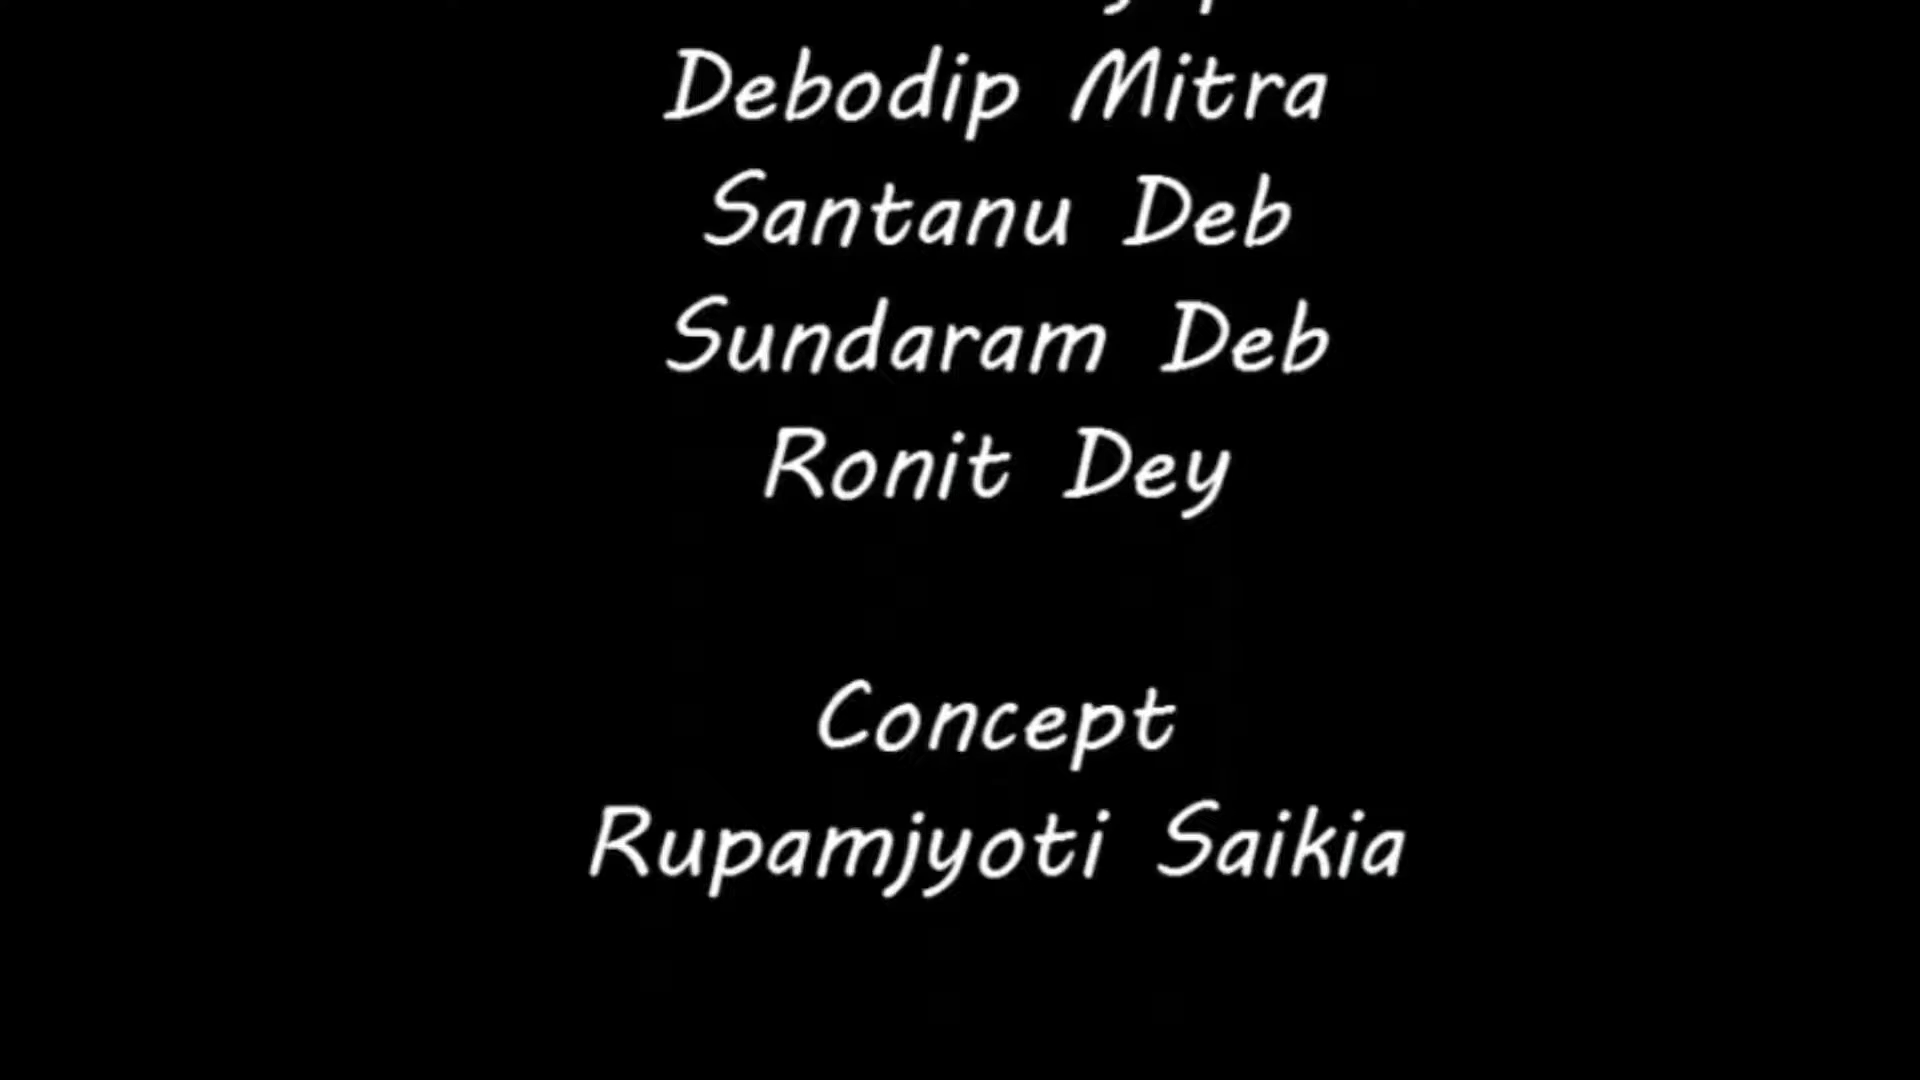 Debodip Mitra
Santanu Deb
Sundaram Deb
Ronit Dey
Concept
Rupamjyoti Saikia